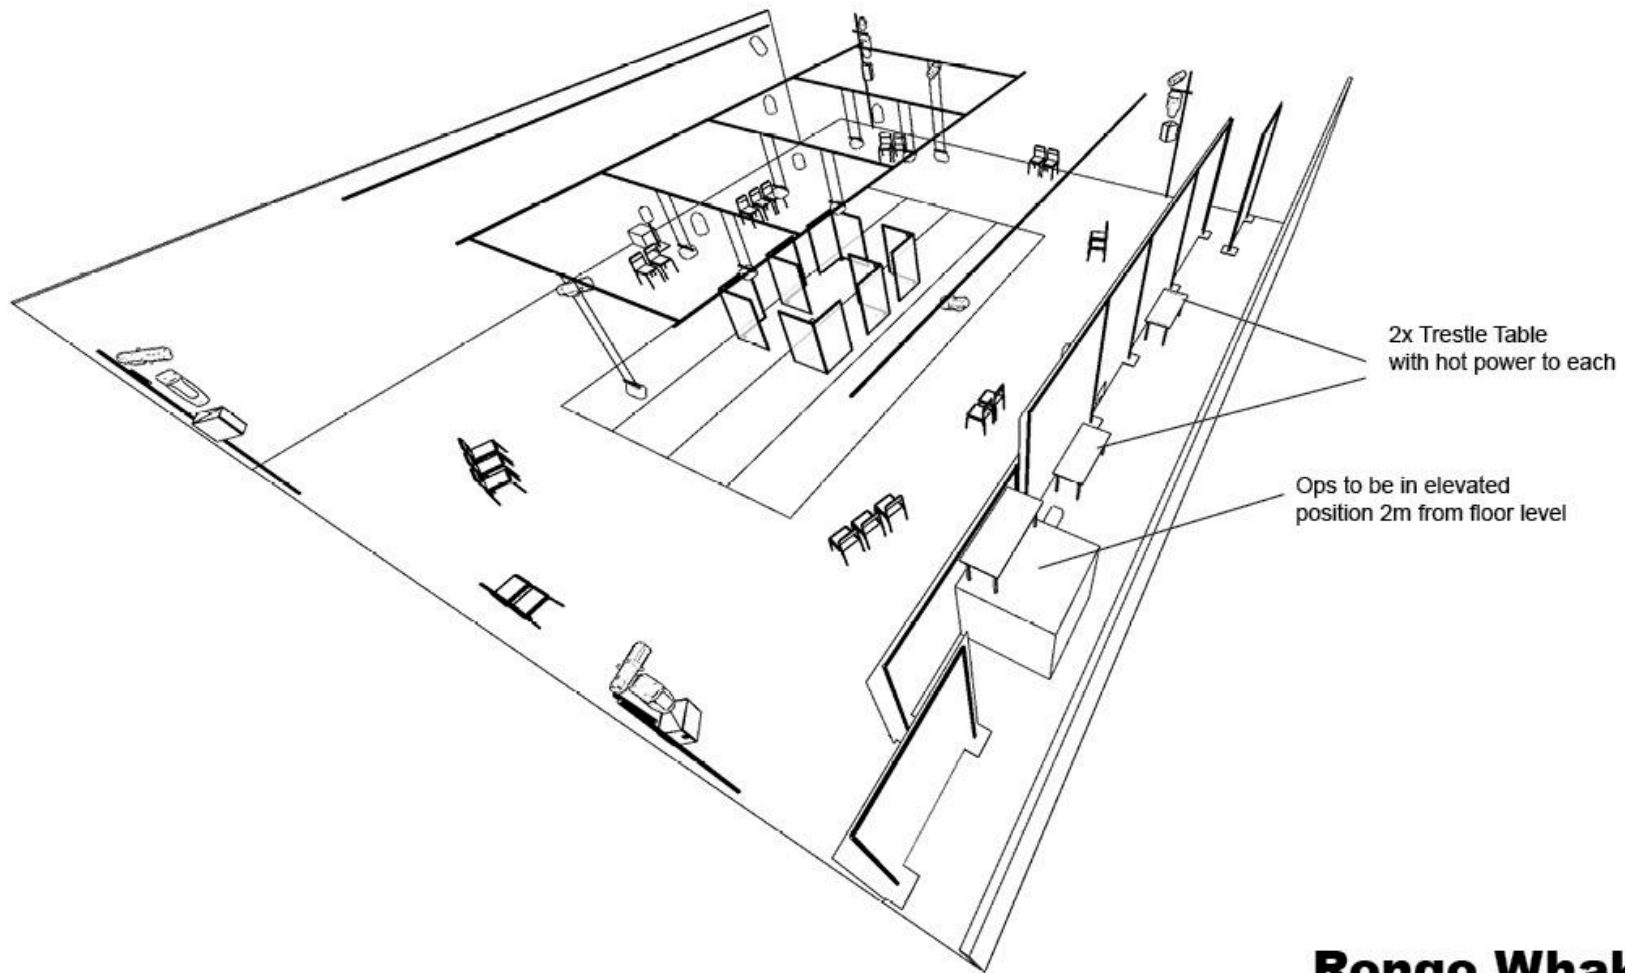 2x Trestle Table
with hot power to each
Ops to be in elevated
position 2m from floor level
Rongo